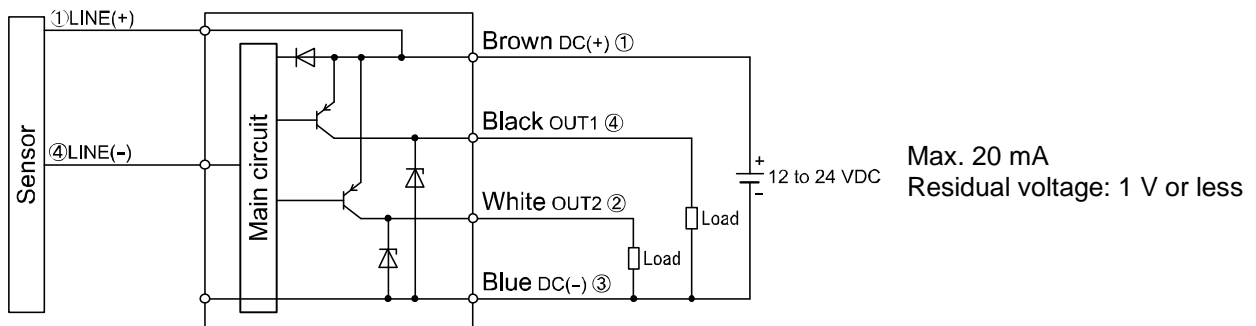 ①LINE(+)
Brown DC(+) ①
Black OUT1 ④
④LINE(-)
Sensor
Main circuit
+
12 to 24 VDC
−
Max. 20 mA
Residual voltage: 1 V or less
White OUT2 ②
Load
Load
Blue DC(-) ③